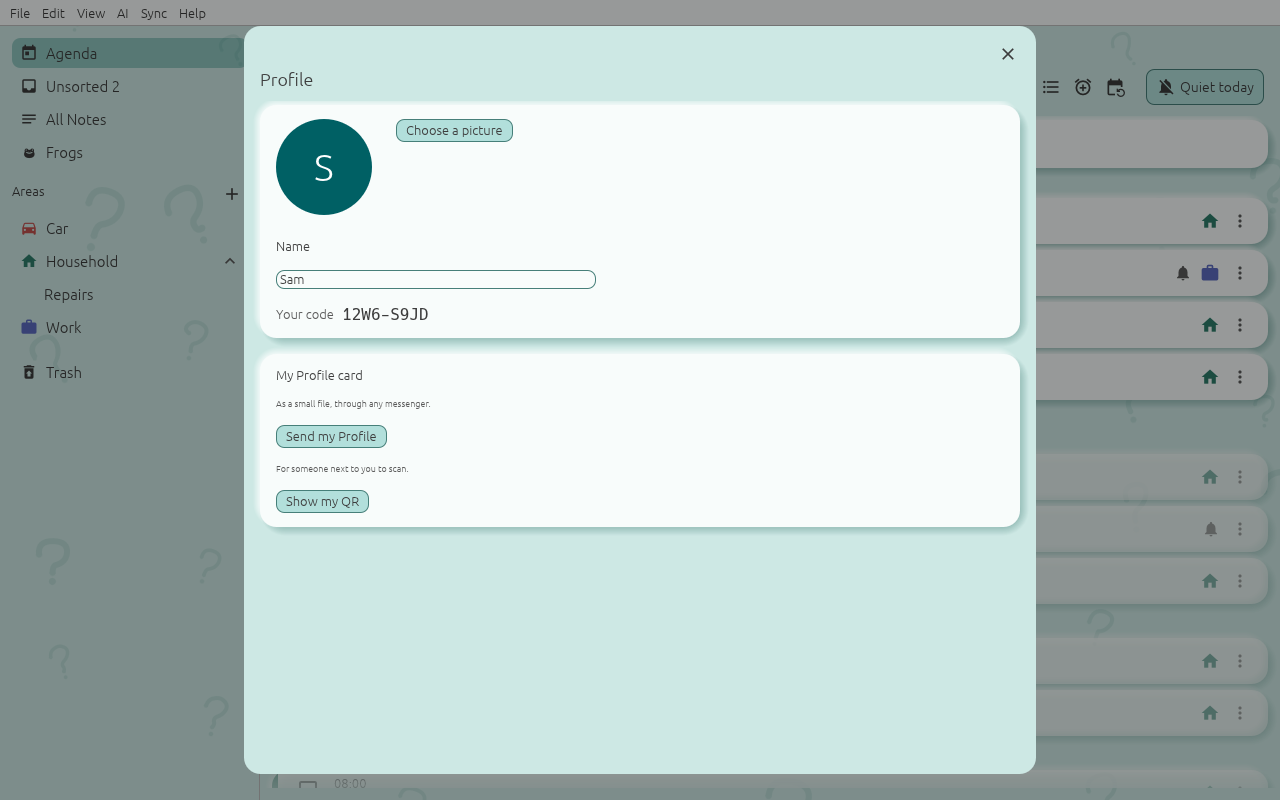 File Edit View AI Sync Help
Agenda
Unsorted 2
All Notes
Frogs
Areas
Car
Household
Repairs
Work
Trash
Quiet today
Profile
S
Choose a picture
Name
Sam
Your code 12W6-S9JD
My Profile card
As a small file, through any messenger.
Send my Profile
For someone next to you to scan.
Show my QR
08:00